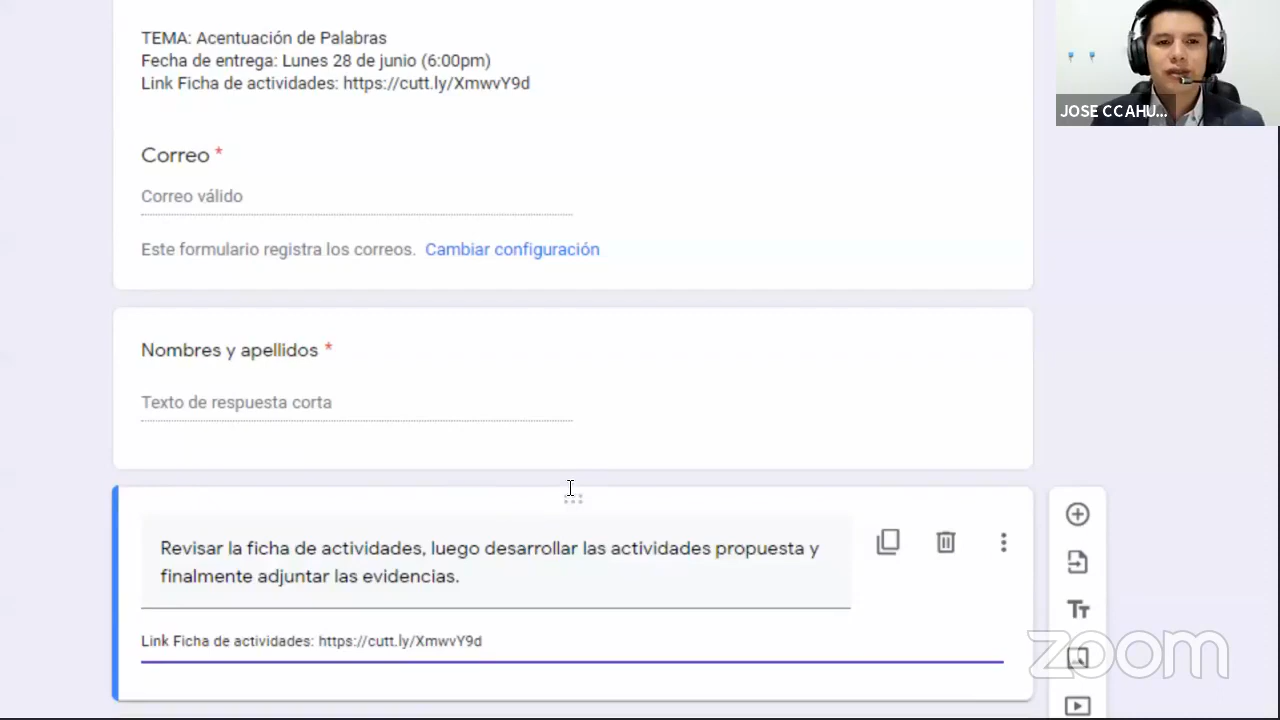 TEMA: Acentuación de Palabras
Fecha de entrega: Lunes 28 de junio (6:00pm)
Link Ficha de actividades: https://cutt.ly/XmwvY9d
JOSE CCAHU...
Correo *
Correo válido
Este formulario registra los correos. Cambiar configuración
Nombres y apellidos *
Texto de respuesta corta
Revisar la ficha de actividades, luego desarrollar las actividades propuesta y
finalmente adjuntar las evidencias.
Link Ficha de actividades: https://cutt.ly/XmwvY9d
Tт
zoom